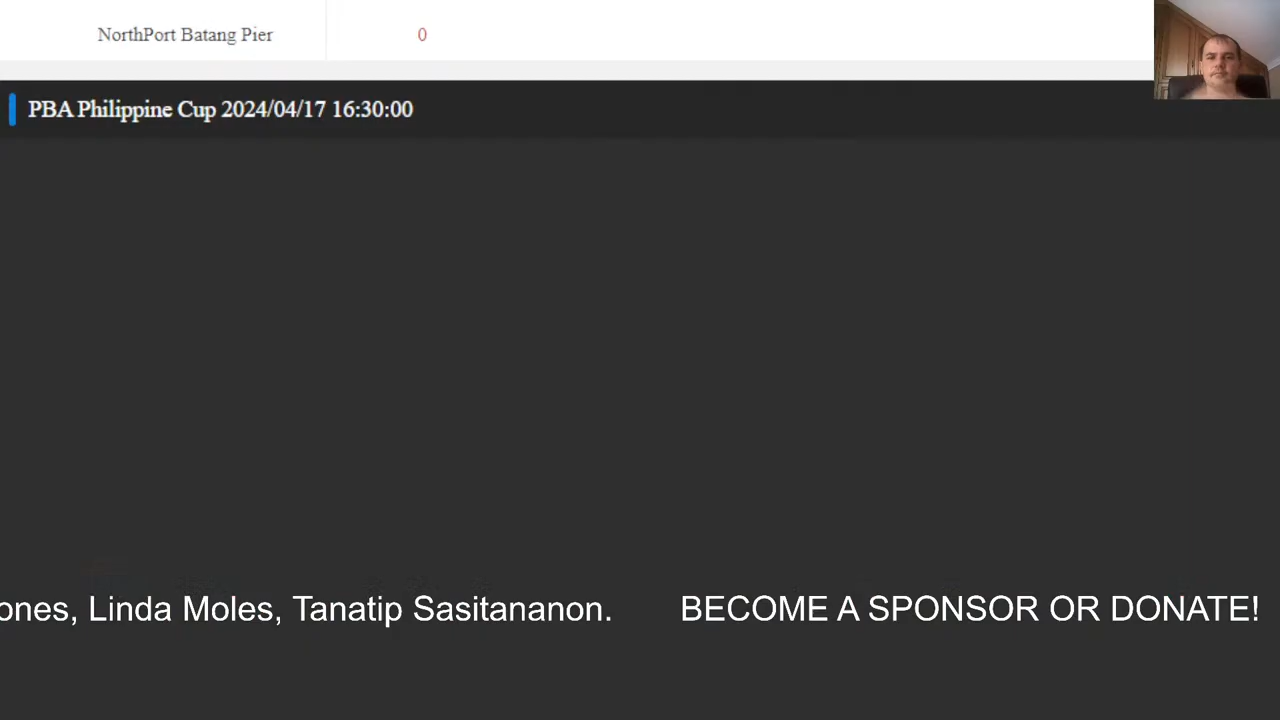 NorthPort Batang Pier 0
PBA Philippine Cup 2024/04/17 16:30:00
ones, Linda Moles, Tanatip Sasitananon. BECOME A SPONSOR OR DONATE!